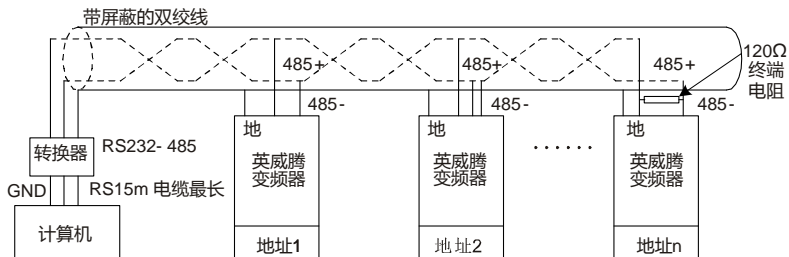 带屏蔽的双绞线
485+
485+
485+
120Ω
终端
电阻
485-
485-
485-
地
地
地
转换器
RS232- 485
英威腾
变频器
英威腾
变频器
······
英威腾
变频器
GND
RS15m 电缆最长
计算机
地址1
地址2
地址n